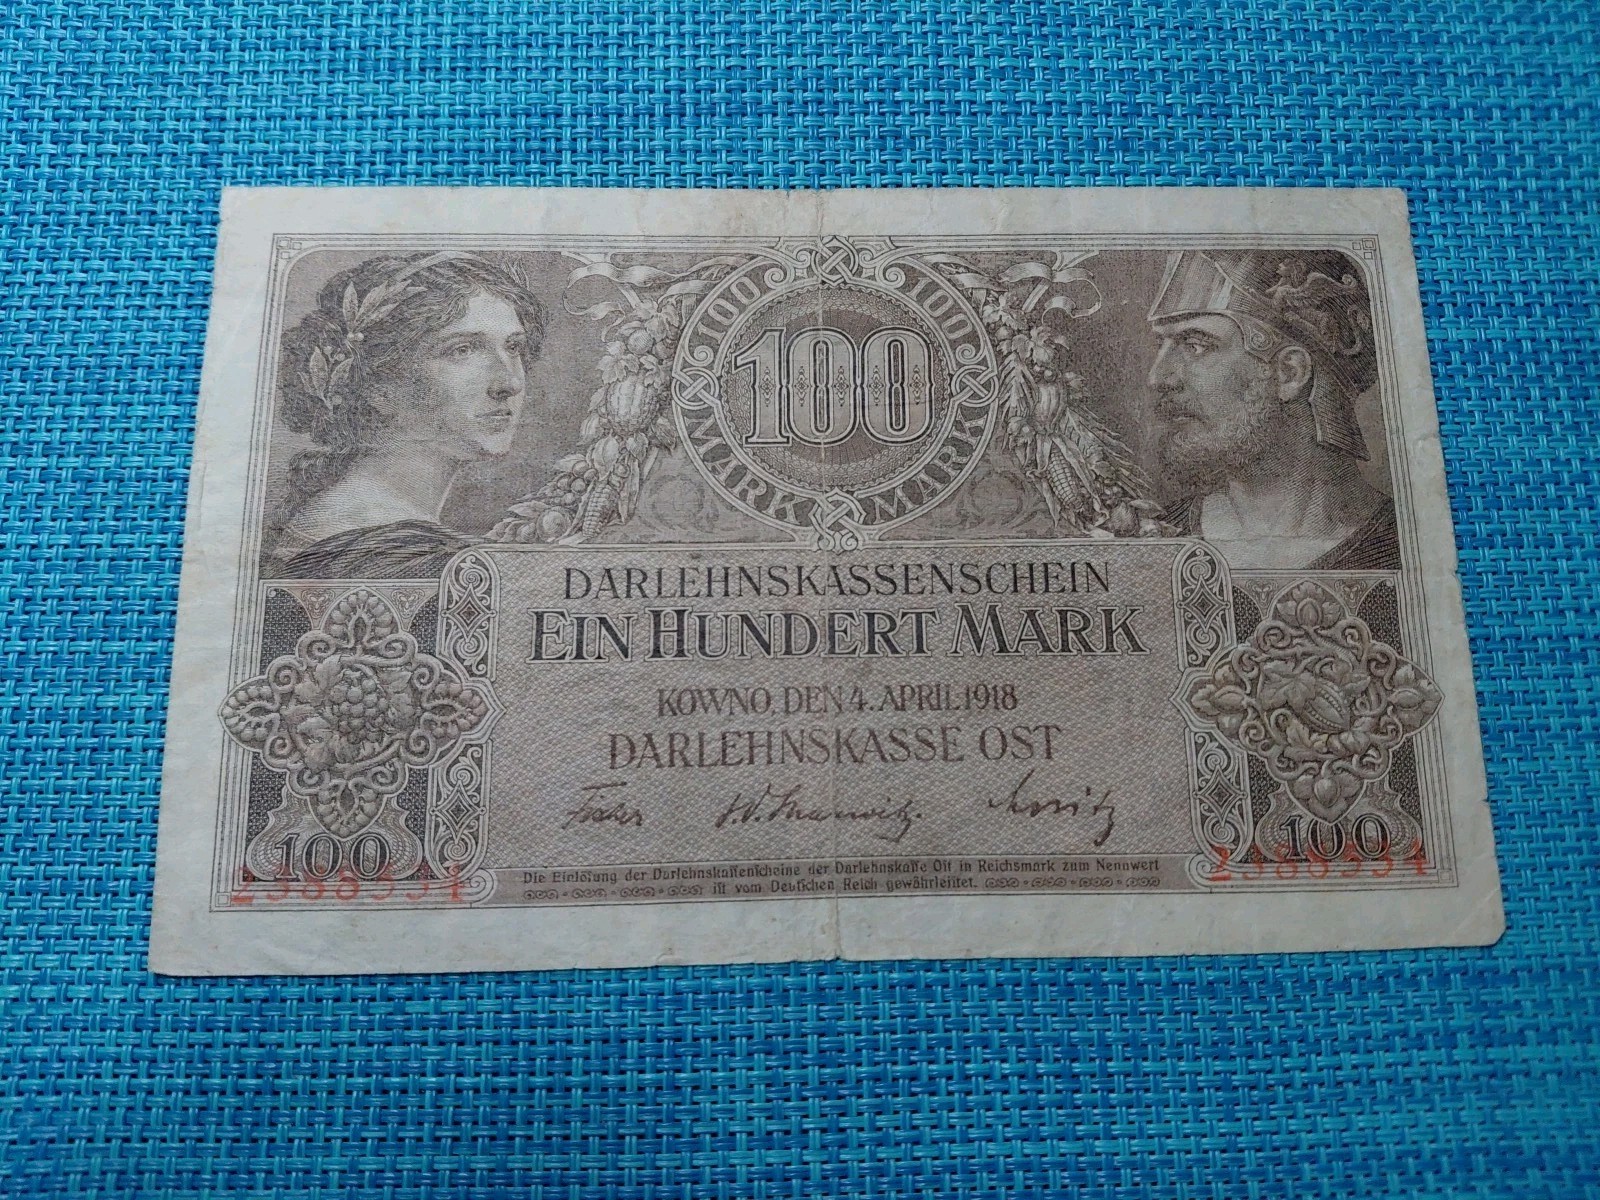 100 100
100
MARK MARK
DARLEHNSKASSENSCHEIN
EIN HUNDERT MARK
KOWNO, DEN 4. APRIL 1918
DARLEHNSKASSE OST
100 100
Die Einlösung der Darlehnskassenscheine der Darlehnskasse Ost in Reichsmark zum Nennwert
ist vom Deutschen Reich gewährleistet.